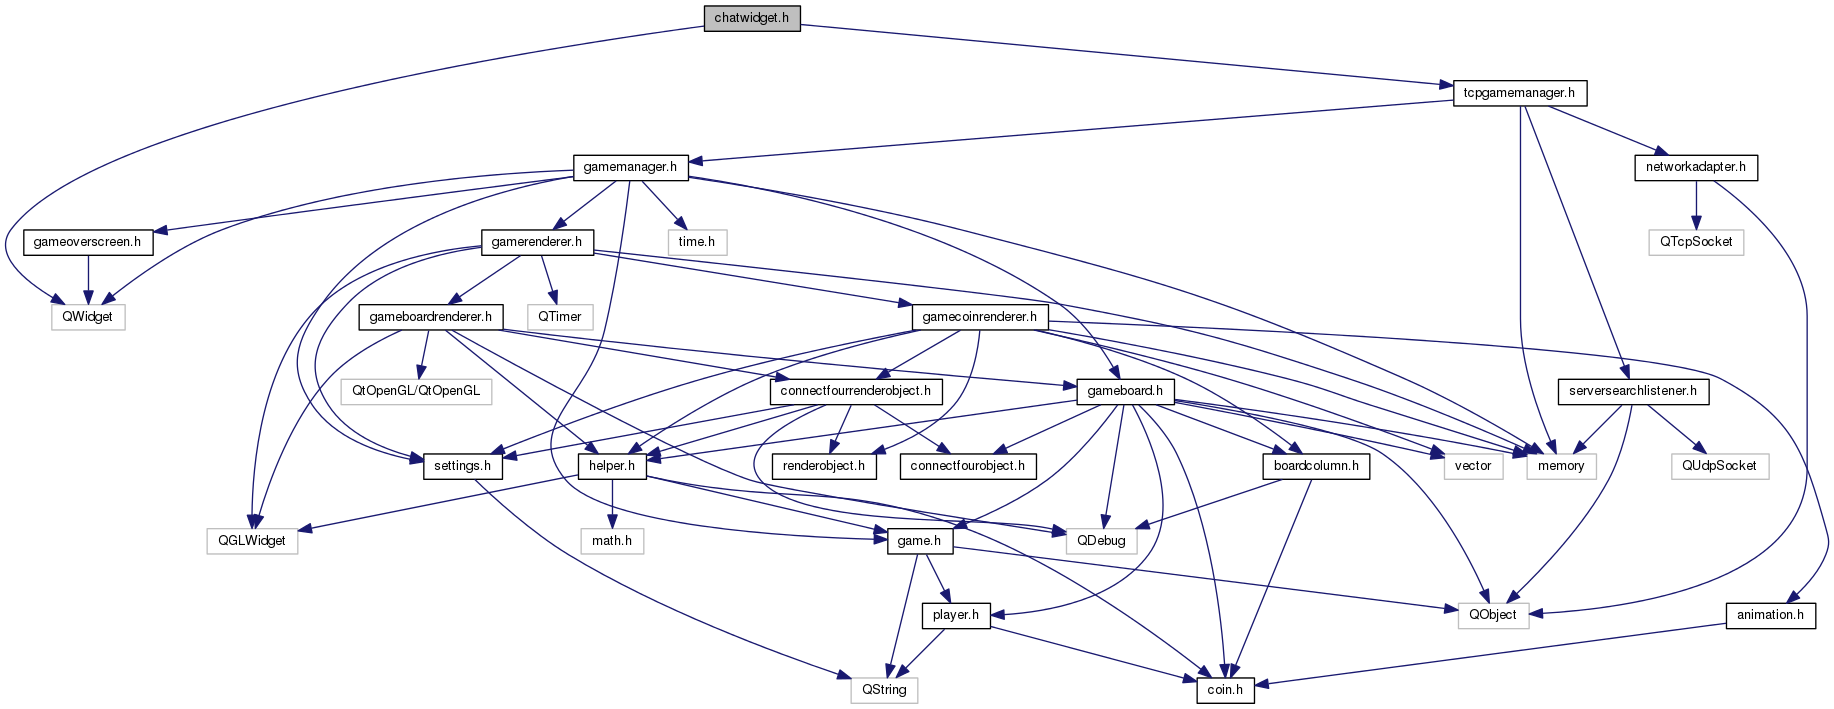 chatwidget.h
tcpgamemanager.h
gamemanager.h
networkadapter.h
gameoverscreen.h
gamerenderer.h
time.h
QTcpSocket
QWidget
gameboardrenderer.h
QTimer
gamecoinrenderer.h
QtOpenGL/QtOpenGL
connectfourrenderobject.h
gameboard.h
serversearchlistener.h
settings.h
helper.h
renderobject.h
connectfourobject.h
boardcolumn.h
vector
memory
QUdpSocket
QGLWidget
math.h
game.h
QDebug
player.h
QObject
animation.h
QString
coin.h